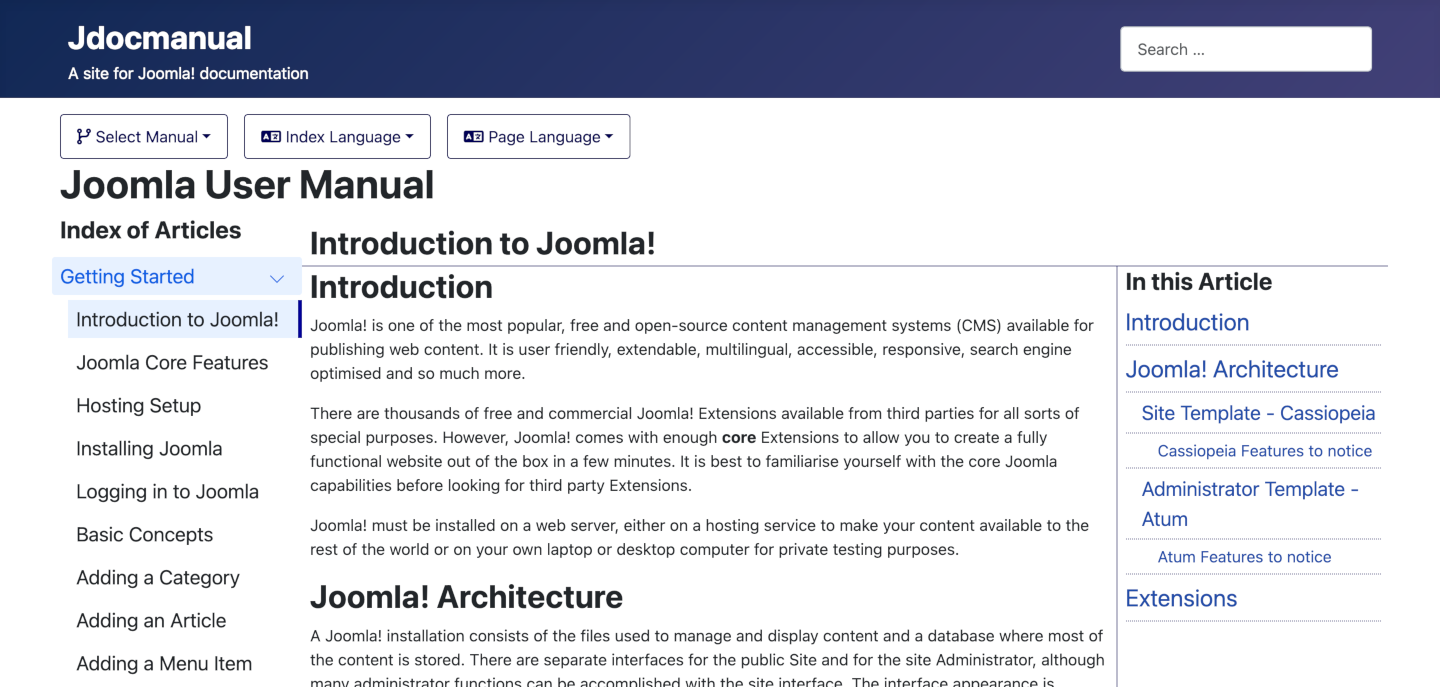 Jdocmanual
A site for Joomla! documentation
Search ...
Select Manual
Index Language
Page Language
Joomla User Manual
Index of Articles
Getting Started
Introduction to Joomla!
Joomla Core Features
Hosting Setup
Installing Joomla
Logging in to Joomla
Basic Concepts
Adding a Category
Adding an Article
Adding a Menu Item
Introduction to Joomla!
Introduction
Joomla! is one of the most popular, free and open-source content management systems (CMS) available for
publishing web content. It is user friendly, extendable, multilingual, accessible, responsive, search engine
optimised and so much more.
There are thousands of free and commercial Joomla! Extensions available from third parties for all sorts of
special purposes. However, Joomla! comes with enough core Extensions to allow you to create a fully
functional website out of the box in a few minutes. It is best to familiarise yourself with the core Joomla
capabilities before looking for third party Extensions.
Joomla! must be installed on a web server, either on a hosting service to make your content available to the
rest of the world or on your own laptop or desktop computer for private testing purposes.
Joomla! Architecture
A Joomla! installation consists of the files used to manage and display content and a database where most of
the content is stored. There are separate interfaces for the public Site and for the site Administrator, although
many administrator functions can be accomplished with the site interface. The interface appearance is
In this Article
Introduction
Joomla! Architecture
Site Template - Cassiopeia
Cassiopeia Features to notice
Administrator Template -
Atum
Atum Features to notice
Extensions